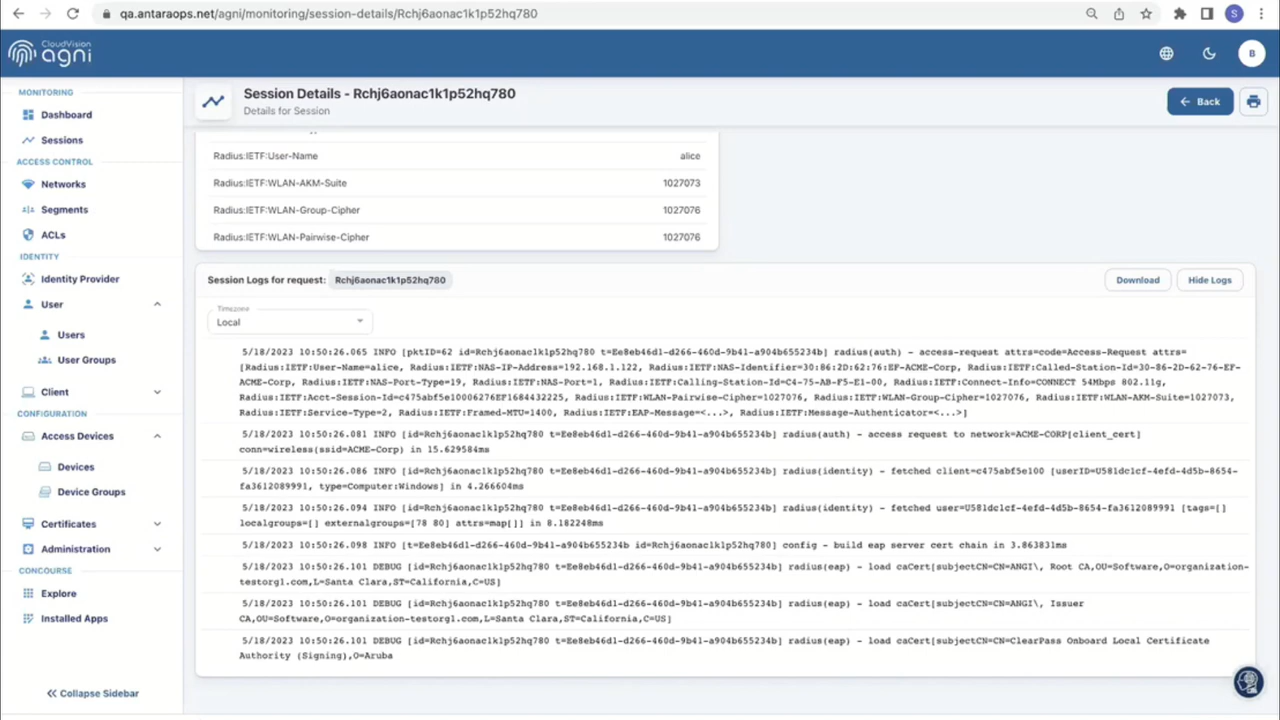 qa.antaraops.net/agni/monitoring/session-details/Rchj6aonac1k1p52hq780
S
CloudVision
agni
B
MONITORING
Dashboard
Sessions
ACCESS CONTROL
Networks
Segments
ACLs
IDENTITY
Identity Provider
User
Users
User Groups
Client
CONFIGURATION
Access Devices
Devices
Device Groups
Certificates
Administration
CONCOURSE
Explore
Installed Apps
Collapse Sidebar
Session Details - Rchj6aonac1k1p52hq780
Details for Session
Back
Radius:IETF:User-Name alice
Radius:IETF:WLAN-AKM-Suite 1027073
Radius:IETF:WLAN-Group-Cipher 1027076
Radius:IETF:WLAN-Pairwise-Cipher 1027076
Session Logs for request: Rchj6aonac1k1p52hq780
Download
Hide Logs
Timezone
Local
5/18/2023 10:50:26.065 INFO [pktID=62 id=Rchj6aonac1k1p52hq780 t=Ee8eb46d1-d266-460d-9b41-a904b655234b] radius(auth) - access-request attrs=code=Access-Request attrs=
[Radius:IETF:User-Name=alice, Radius:IETF:NAS-IP-Address=192.168.1.122, Radius:IETF:NAS-Identifier=30:86:2D:62:76:EF-ACME-Corp, Radius:IETF:Called-Station-Id=30-86-2D-62-76-EF-
ACME-Corp, Radius:IETF:NAS-Port-Type=19, Radius:IETF:NAS-Port=1, Radius:IETF:Calling-Station-Id=C4-75-AB-F5-E1-00, Radius:IETF:Connect-Info=CONNECT 54Mbps 802.11g,
Radius:IETF:Acct-Session-Id=c475abf5e10006276EF1684432225, Radius:IETF:WLAN-Pairwise-Cipher=1027076, Radius:IETF:WLAN-Group-Cipher=1027076, Radius:IETF:WLAN-AKM-Suite=1027073,
Radius:IETF:Service-Type=2, Radius:IETF:Framed-MTU=1400, Radius:IETF:EAP-Message=<...>, Radius:IETF:Message-Authenticator=<...>]
5/18/2023 10:50:26.081 INFO [id=Rchj6aonac1k1p52hq780 t=Ee8eb46d1-d266-460d-9b41-a904b655234b] radius(auth) - access request to network=ACME-CORP[client_cert]
conn=wireless(ssid=ACME-Corp) in 15.629584ms
5/18/2023 10:50:26.086 INFO [id=Rchj6aonac1k1p52hq780 t=Ee8eb46d1-d266-460d-9b41-a904b655234b] radius(identity) - fetched client=c475abf5e100 [userID=U581dc1cf-4efd-4d5b-8654-
fa3612089991, type=Computer:Windows] in 4.266604ms
5/18/2023 10:50:26.094 INFO [id=Rchj6aonac1k1p52hq780 t=Ee8eb46d1-d266-460d-9b41-a904b655234b] radius(identity) - fetched user=U581dc1cf-4efd-4d5b-8654-fa3612089991 [tags=[]
localgroups=[] externalgroups=[78 80] attrs=map[]] in 8.182248ms
5/18/2023 10:50:26.098 INFO [t=Ee8eb46d1-d266-460d-9b41-a904b655234b id=Rchj6aonac1k1p52hq780] config - build eap server cert chain in 3.863831ms
5/18/2023 10:50:26.101 DEBUG [id=Rchj6aonac1k1p52hq780 t=Ee8eb46d1-d266-460d-9b41-a904b655234b] radius(eap) - load caCert[subjectCN=CN=ANGI\, Root CA,OU=Software,O=organization-
testorg1.com,L=Santa Clara,ST=California,C=US]
5/18/2023 10:50:26.101 DEBUG [id=Rchj6aonac1k1p52hq780 t=Ee8eb46d1-d266-460d-9b41-a904b655234b] radius(eap) - load caCert[subjectCN=CN=ANGI\, Issuer
CA,OU=Software,O=organization-testorg1.com,L=Santa Clara,ST=California,C=US]
5/18/2023 10:50:26.101 DEBUG [id=Rchj6aonac1k1p52hq780 t=Ee8eb46d1-d266-460d-9b41-a904b655234b] radius(eap) - load caCert[subjectCN=CN=ClearPass Onboard Local Certificate
Authority (Signing),O=Aruba